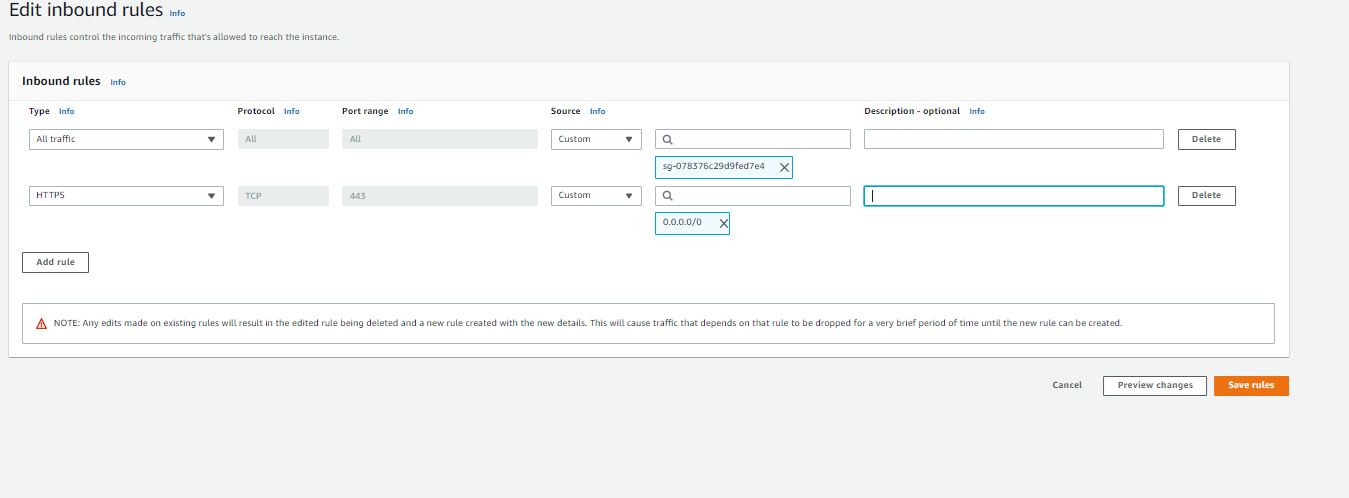 Edit inbound rules Info
Inbound rules control the incoming traffic that's allowed to reach the instance.
Inbound rules Info
Type Info Protocol Info Port range Info Source Info Description - optional Info
All traffic All All Custom Delete
sg-078376c29d9fed7e4
HTTPS TCP 443 Custom Delete
0.0.0.0/0
Add rule
NOTE: Any edits made on existing rules will result in the edited rule being deleted and a new rule created with the new details. This will cause traffic that depends on that rule to be dropped for a very brief period of time until the new rule can be created.
Cancel Preview changes Save rules